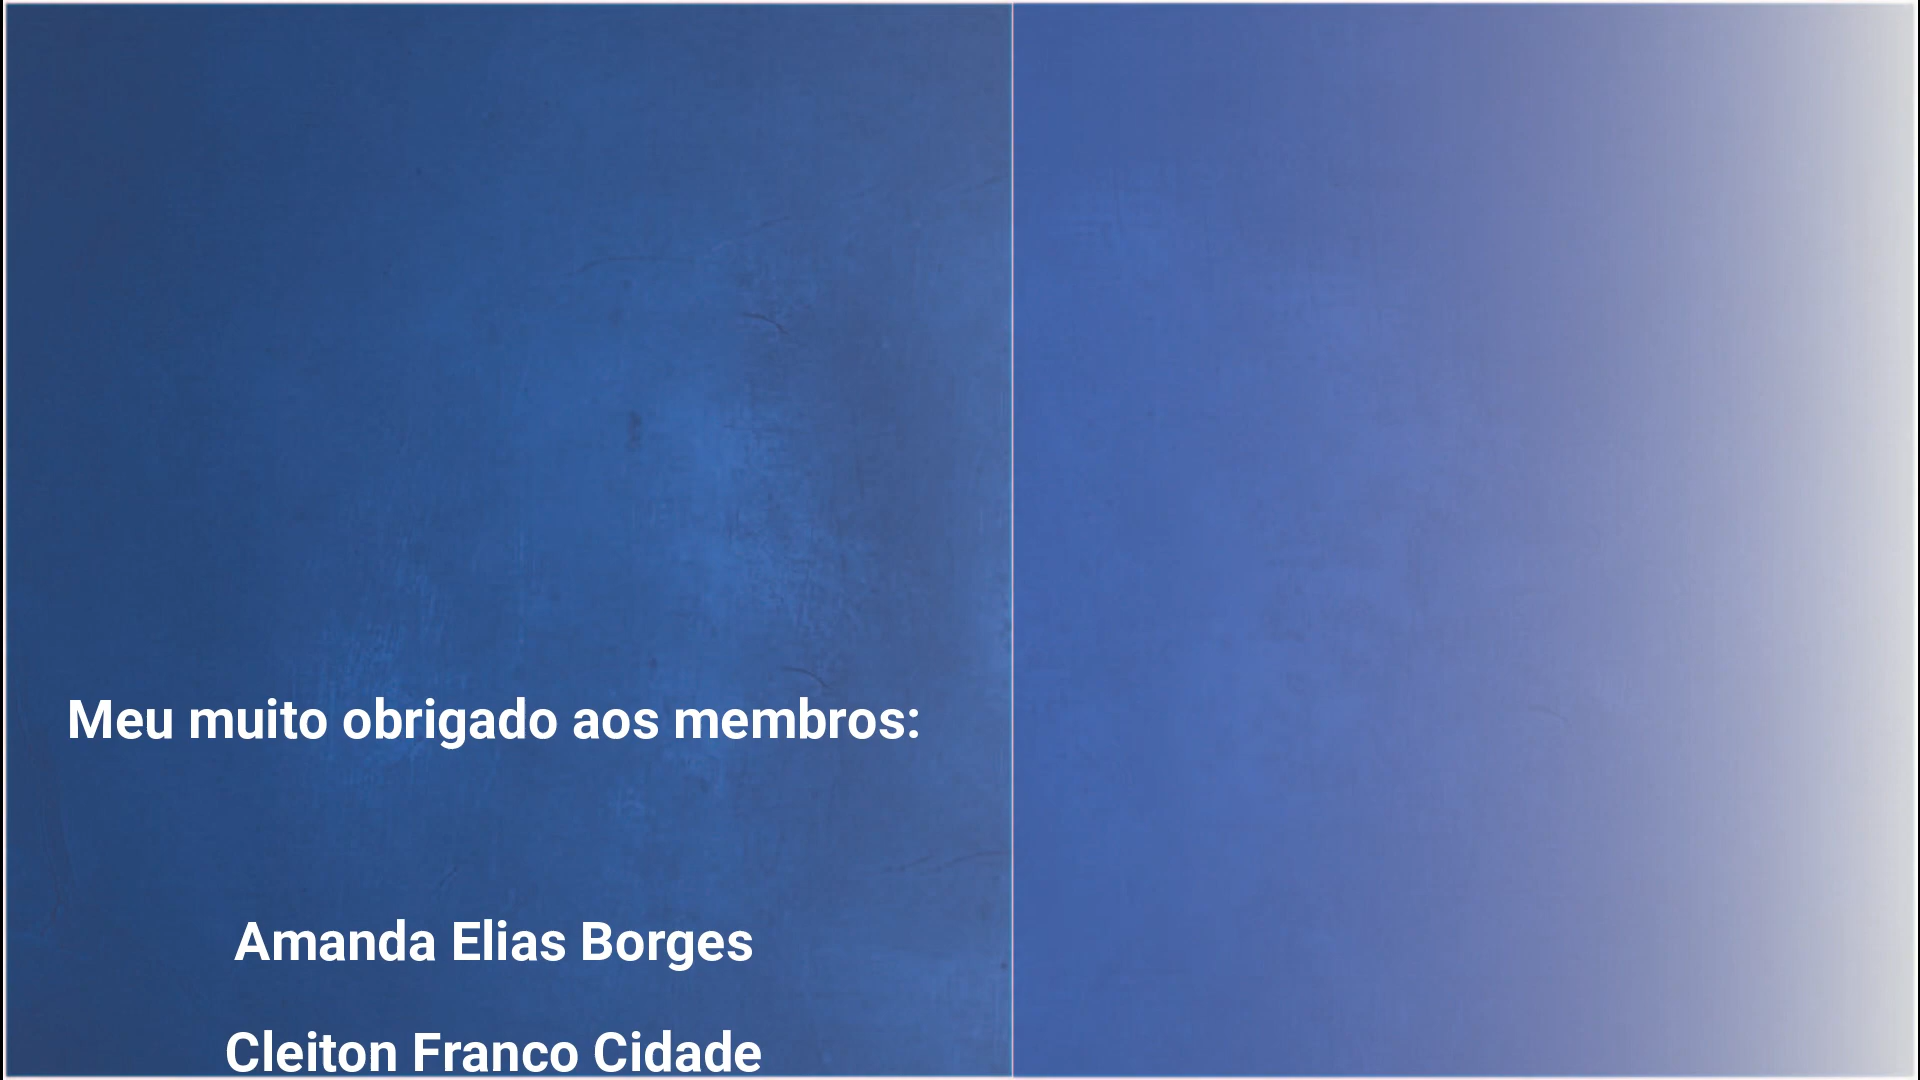 Meu muito obrigado aos membros:
Amanda Elias Borges
Cleiton Franco Cidade